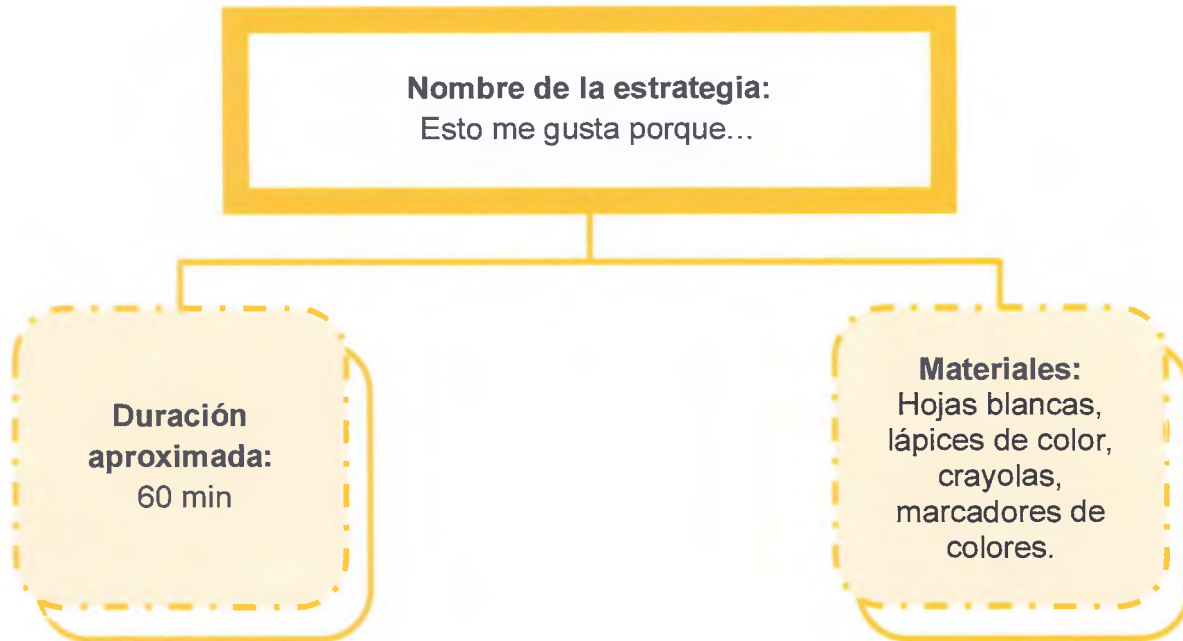 Nombre de la estrategia:
Esto me gusta porque...
Duración
aproximada:
60 min
Materiales:
Hojas blancas,
lápices de color,
crayolas,
marcadores de
colores.